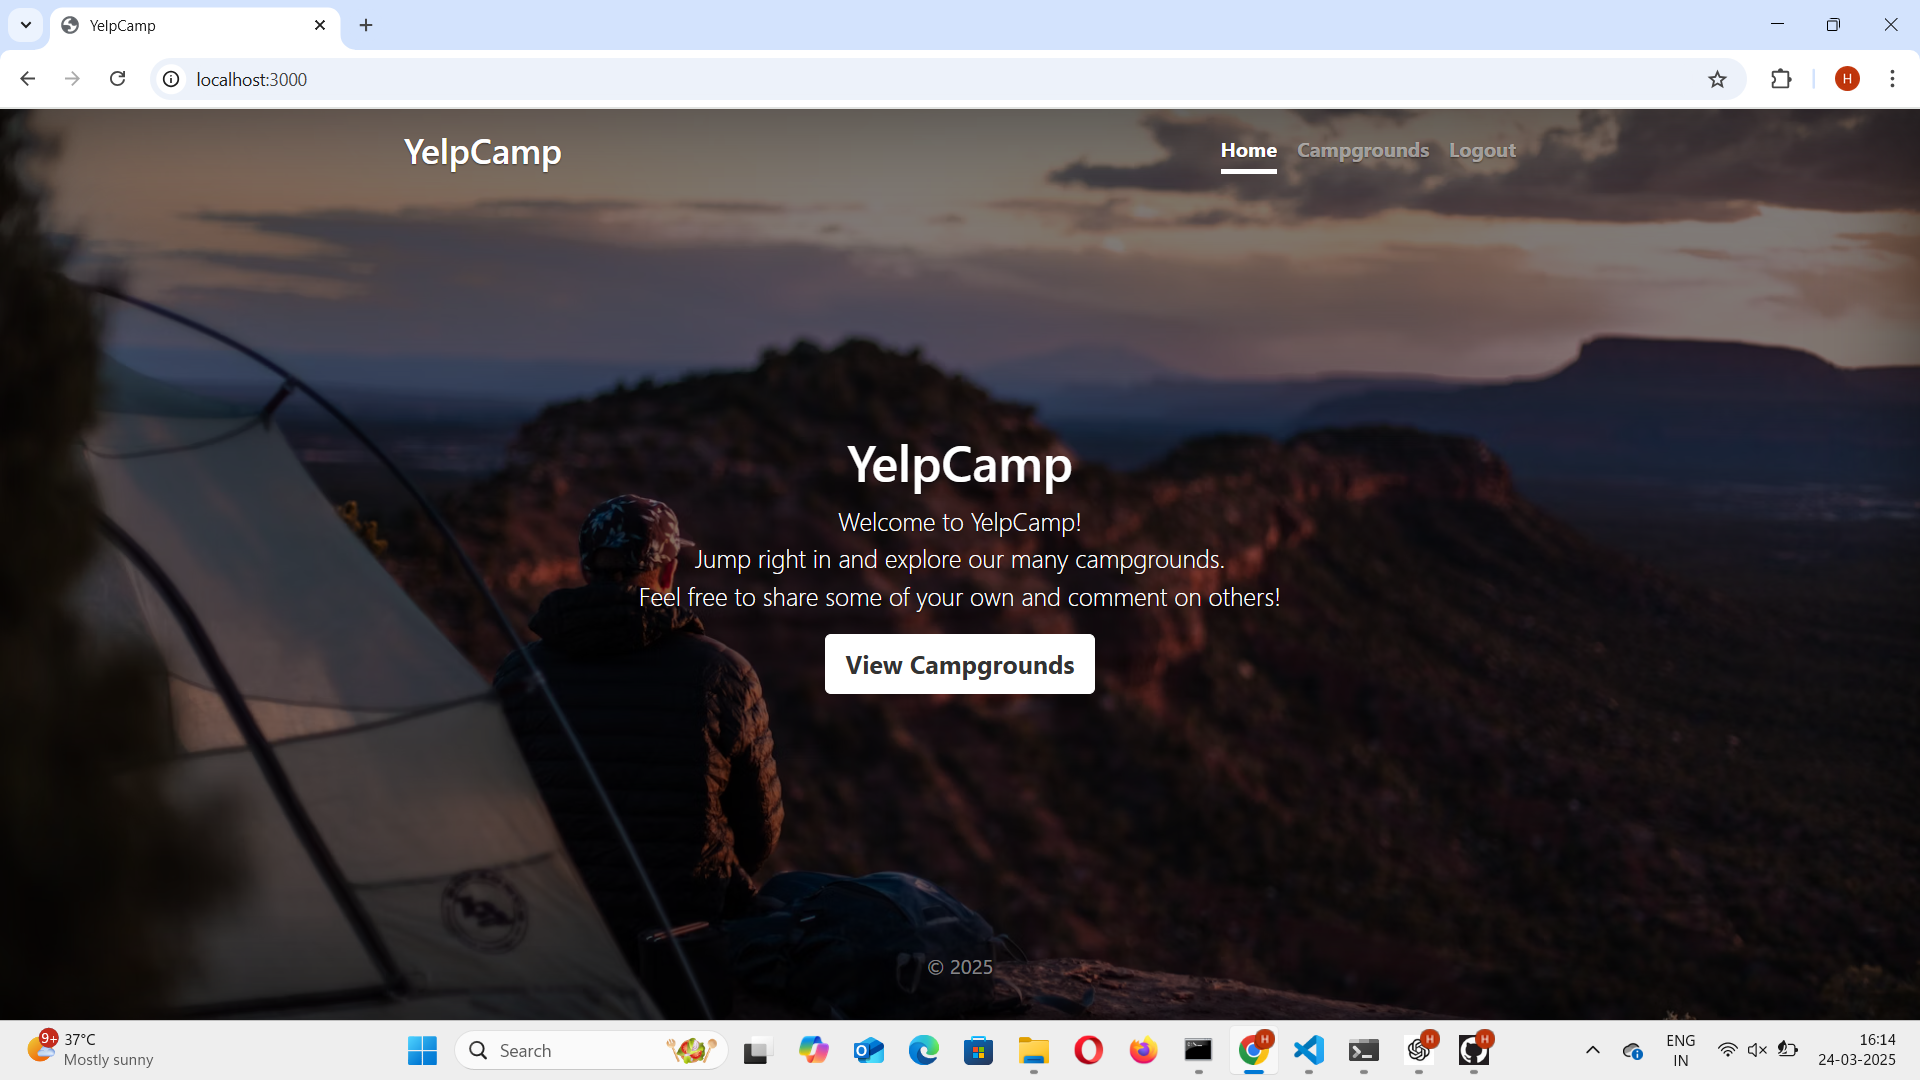 YelpCamp
localhost:3000
H
YelpCamp
Home Campgrounds Logout
YelpCamp
Welcome to YelpCamp!
Jump right in and explore our many campgrounds.
Feel free to share some of your own and comment on others!
View Campgrounds
© 2025
9+
37°C
Mostly sunny
Search
H
H
H
ENG
IN
16:14
24-03-2025